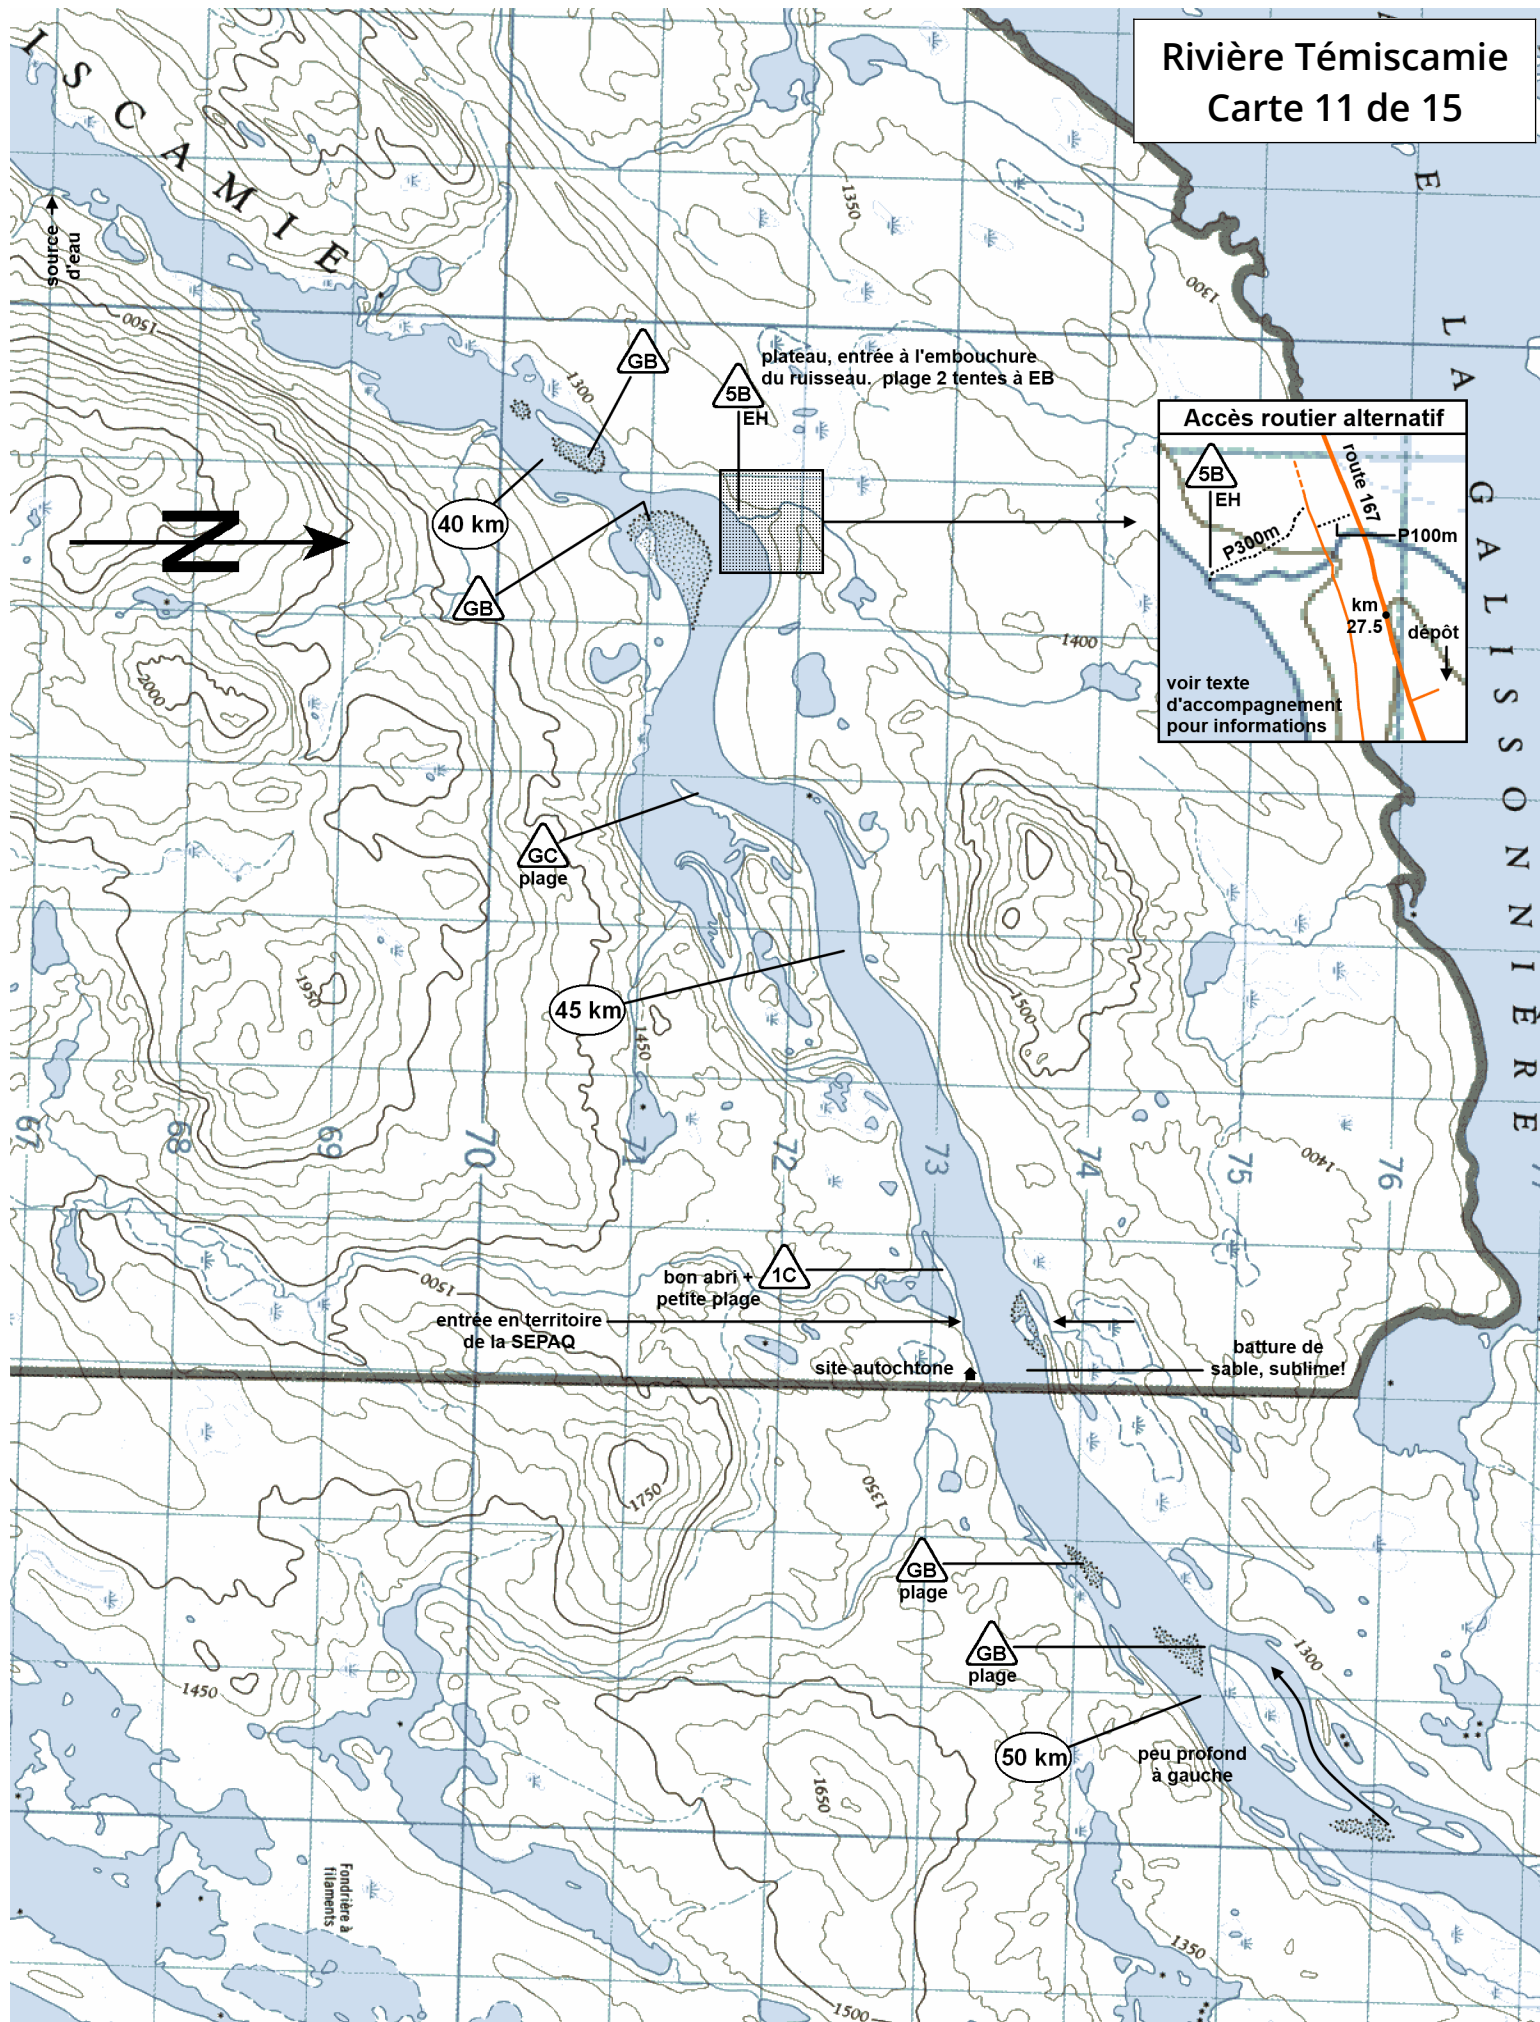 Rivière Témiscamie
Carte 11 de 15
ISCAMIE
E
LA GALISSONNIÈRE
source
d'eau
1500
1350
1300
1300
GB
5B
EH
plateau, entrée à l'embouchure
du ruisseau.  plage 2 tentes à EB
40 km
N
GB
Accès routier alternatif
5B
EH
route 167
P300m
P100m
km
27.5
dépôt
voir texte
d'accompagnement
pour informations
2000
1400
GC
plage
1950
45 km
1450
1500
67
68
69
70
71
72
73
74
75
76
1400
1500
bon abri +
petite plage
1C
entrée en territoire
de la SEPAQ
site autochtone
batture de
sable, sublime!
1750
1350
GB
plage
GB
plage
1300
1450
50 km
peu profond
à gauche
1650
Fondrière à
filaments
1350
1500